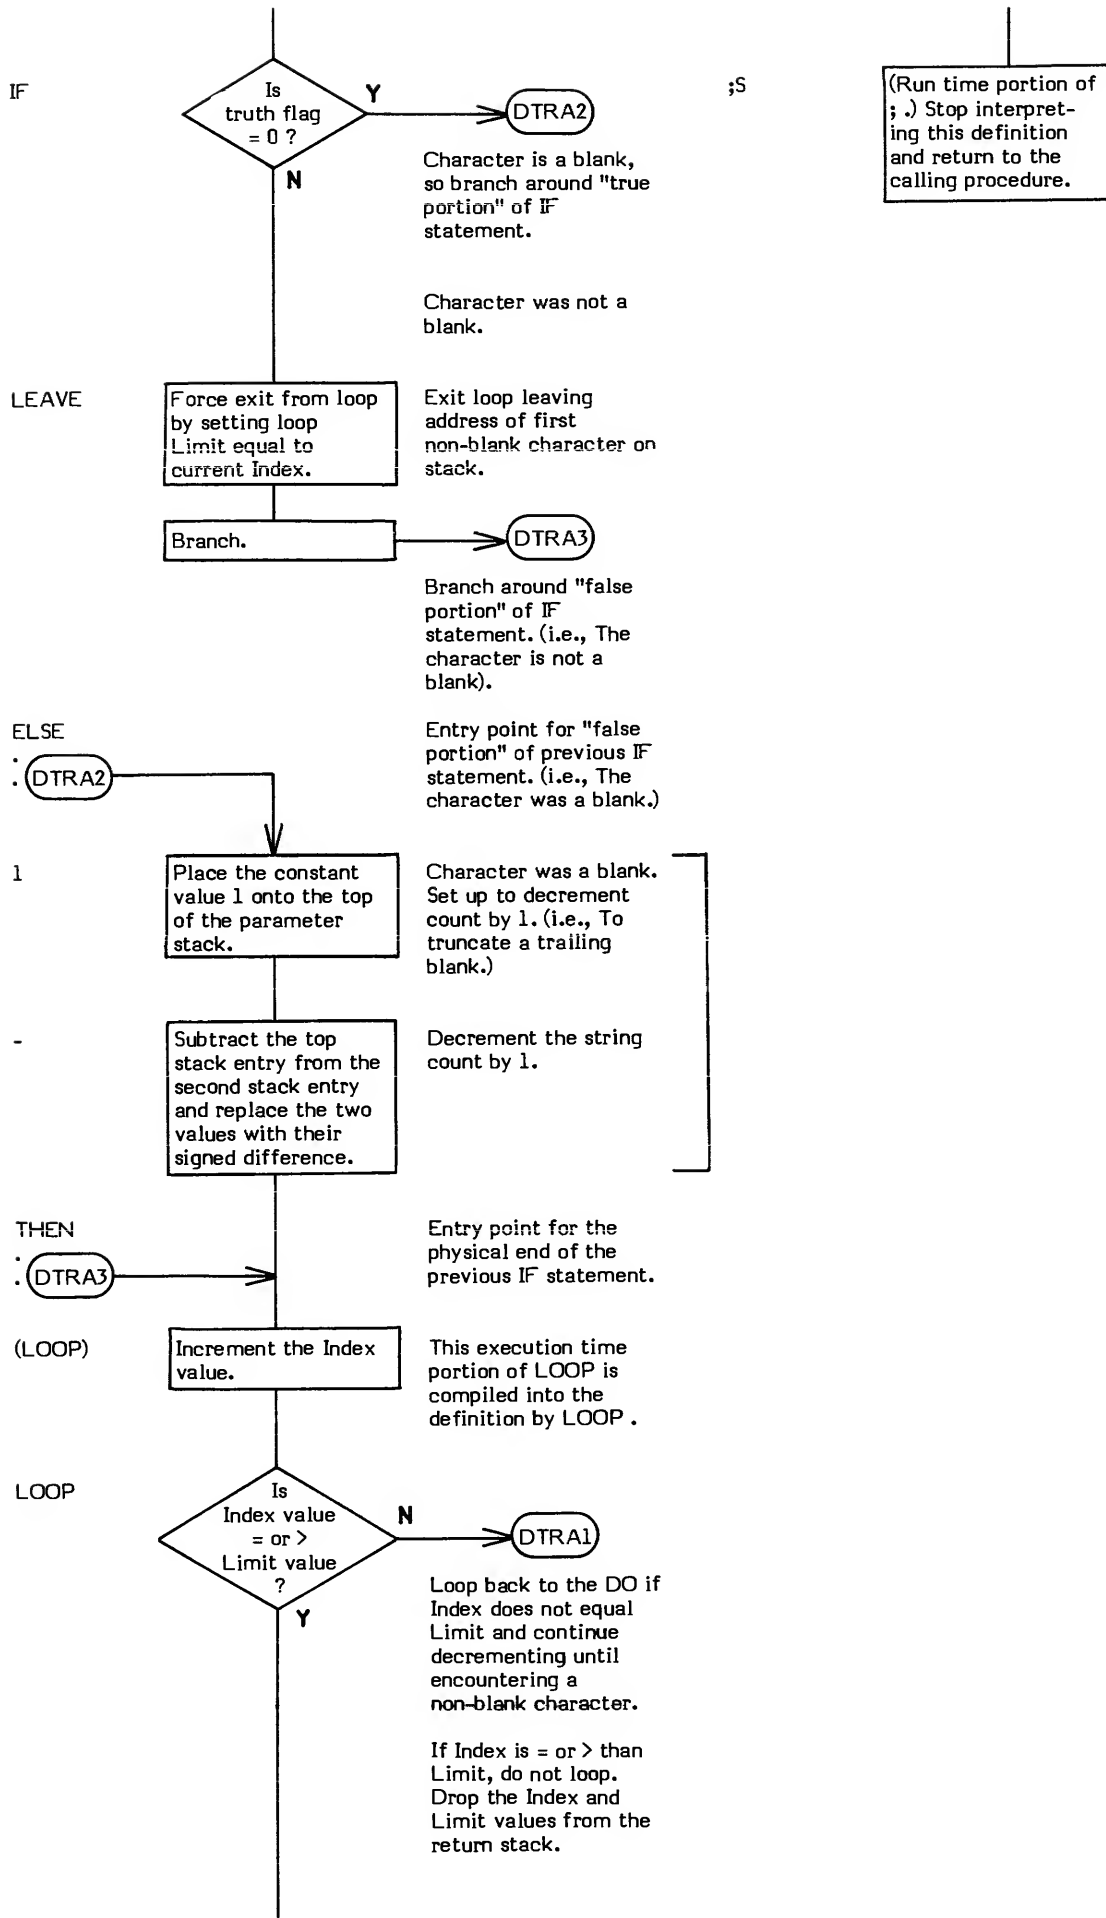 IF
Is
truth flag
= 0 ?
Y
N
DTRA2
Character is a blank,
so branch around "true
portion" of IF
statement.
Character was not a
blank.
LEAVE
Force exit from loop
by setting loop
Limit equal to
current Index.
Exit loop leaving
address of first
non-blank character on
stack.
Branch.
DTRA3
Branch around "false
portion" of IF
statement. (i.e., The
character is not a
blank).
ELSE
: DTRA2
Entry point for "false
portion" of previous IF
statement. (i.e., The
character was a blank.)
1
Place the constant
value 1 onto the top
of the parameter
stack.
Character was a blank.
Set up to decrement
count by 1. (i.e., To
truncate a trailing
blank.)
-
Subtract the top
stack entry from the
second stack entry
and replace the two
values with their
signed difference.
Decrement the string
count by 1.
THEN
: DTRA3
Entry point for the
physical end of the
previous IF statement.
(LOOP)
Increment the Index
value.
This execution time
portion of LOOP is
compiled into the
definition by LOOP .
LOOP
Is
Index value
= or >
Limit value
?
N
Y
DTRA1
Loop back to the DO if
Index does not equal
Limit and continue
decrementing until
encountering a
non-blank character.
If Index is = or > than
Limit, do not loop.
Drop the Index and
Limit values from the
return stack.
;S
(Run time portion of
; .) Stop interpret-
ing this definition
and return to the
calling procedure.